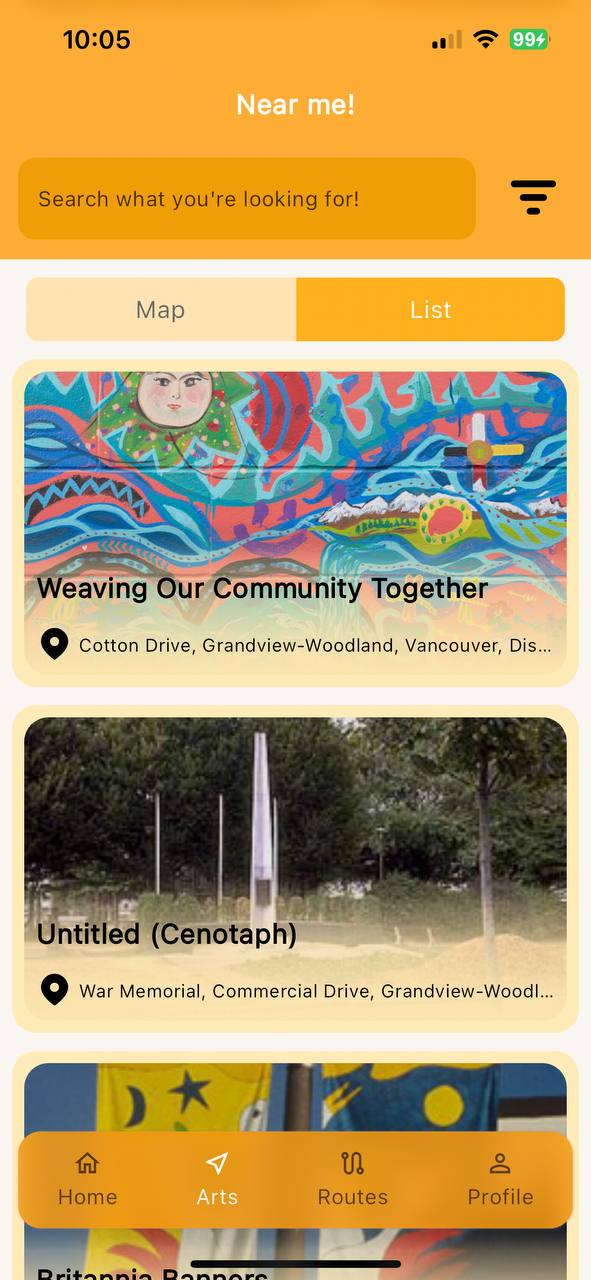 10:05
99
Near me!
Search what you're looking for!
Map
List
Weaving Our Community Together
Cotton Drive, Grandview-Woodland, Vancouver, Dis...
Untitled (Cenotaph)
War Memorial, Commercial Drive, Grandview-Woodl...
Home
Arts
Routes
Profile
Britannia Banners